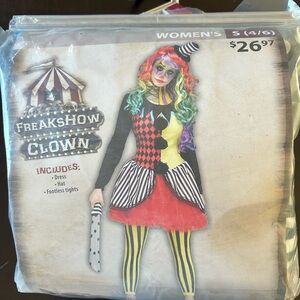 WOMEN'S S (4/6)
$26.97
FREAKSHOW
CLOWN
INCLUDES:
• Dress
• Hat
• Footless tights